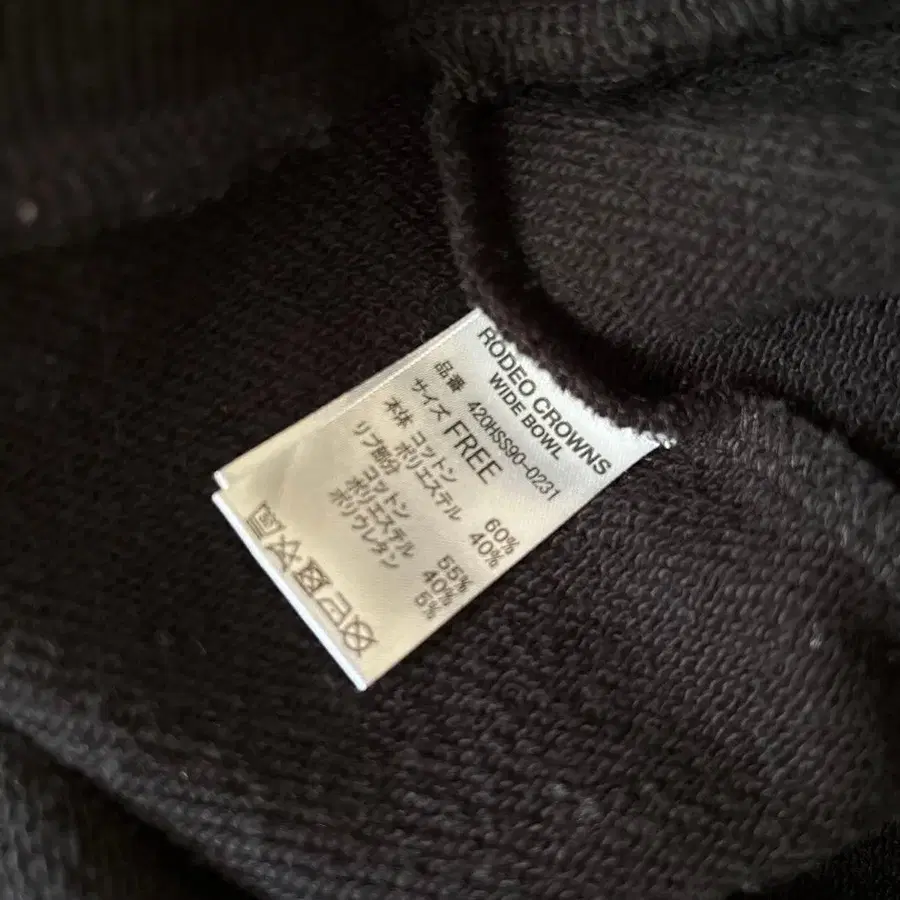 RODEO CROWNS
WIDE BOWL
品番 420HSS90-0231
サイズ FREE
本体 コットン 60%
ポリエステル 40%
リブ部分
コットン 55%
ポリエステル 40%
ポリウレタン 5%